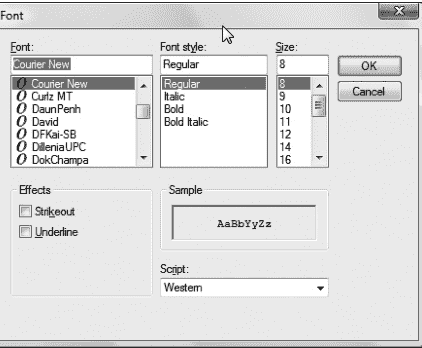 Font
Font: Font style: Size:
Courier New Regular 8
Courier New Regular 8
Curlz MT Italic 9
DaunPenh Bold 10
David Bold Italic 11
DFKai-SB 12
DilleniaUPC 14
DokChampa 16
OK
Cancel
Effects
Strikeout
Underline
Sample
AaBbYyZz
Script:
Western